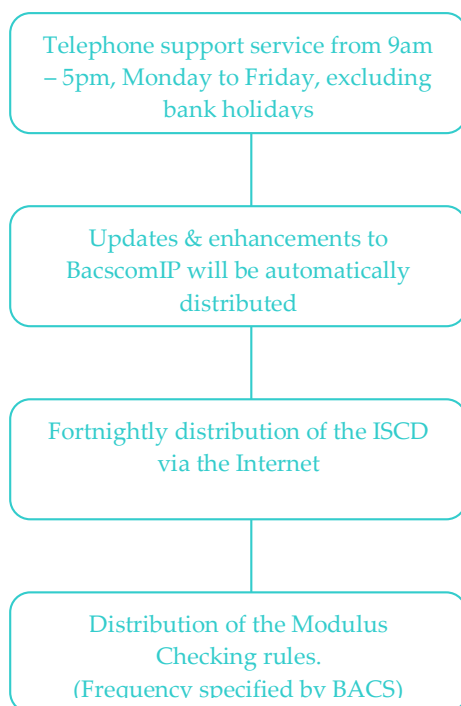 Telephone support service from 9am
– 5pm, Monday to Friday, excluding
bank holidays
Updates & enhancements to
BacscomIP will be automatically
distributed
Fortnightly distribution of the ISCD
via the Internet
Distribution of the Modulus
Checking rules.
(Frequency specified by BACS)